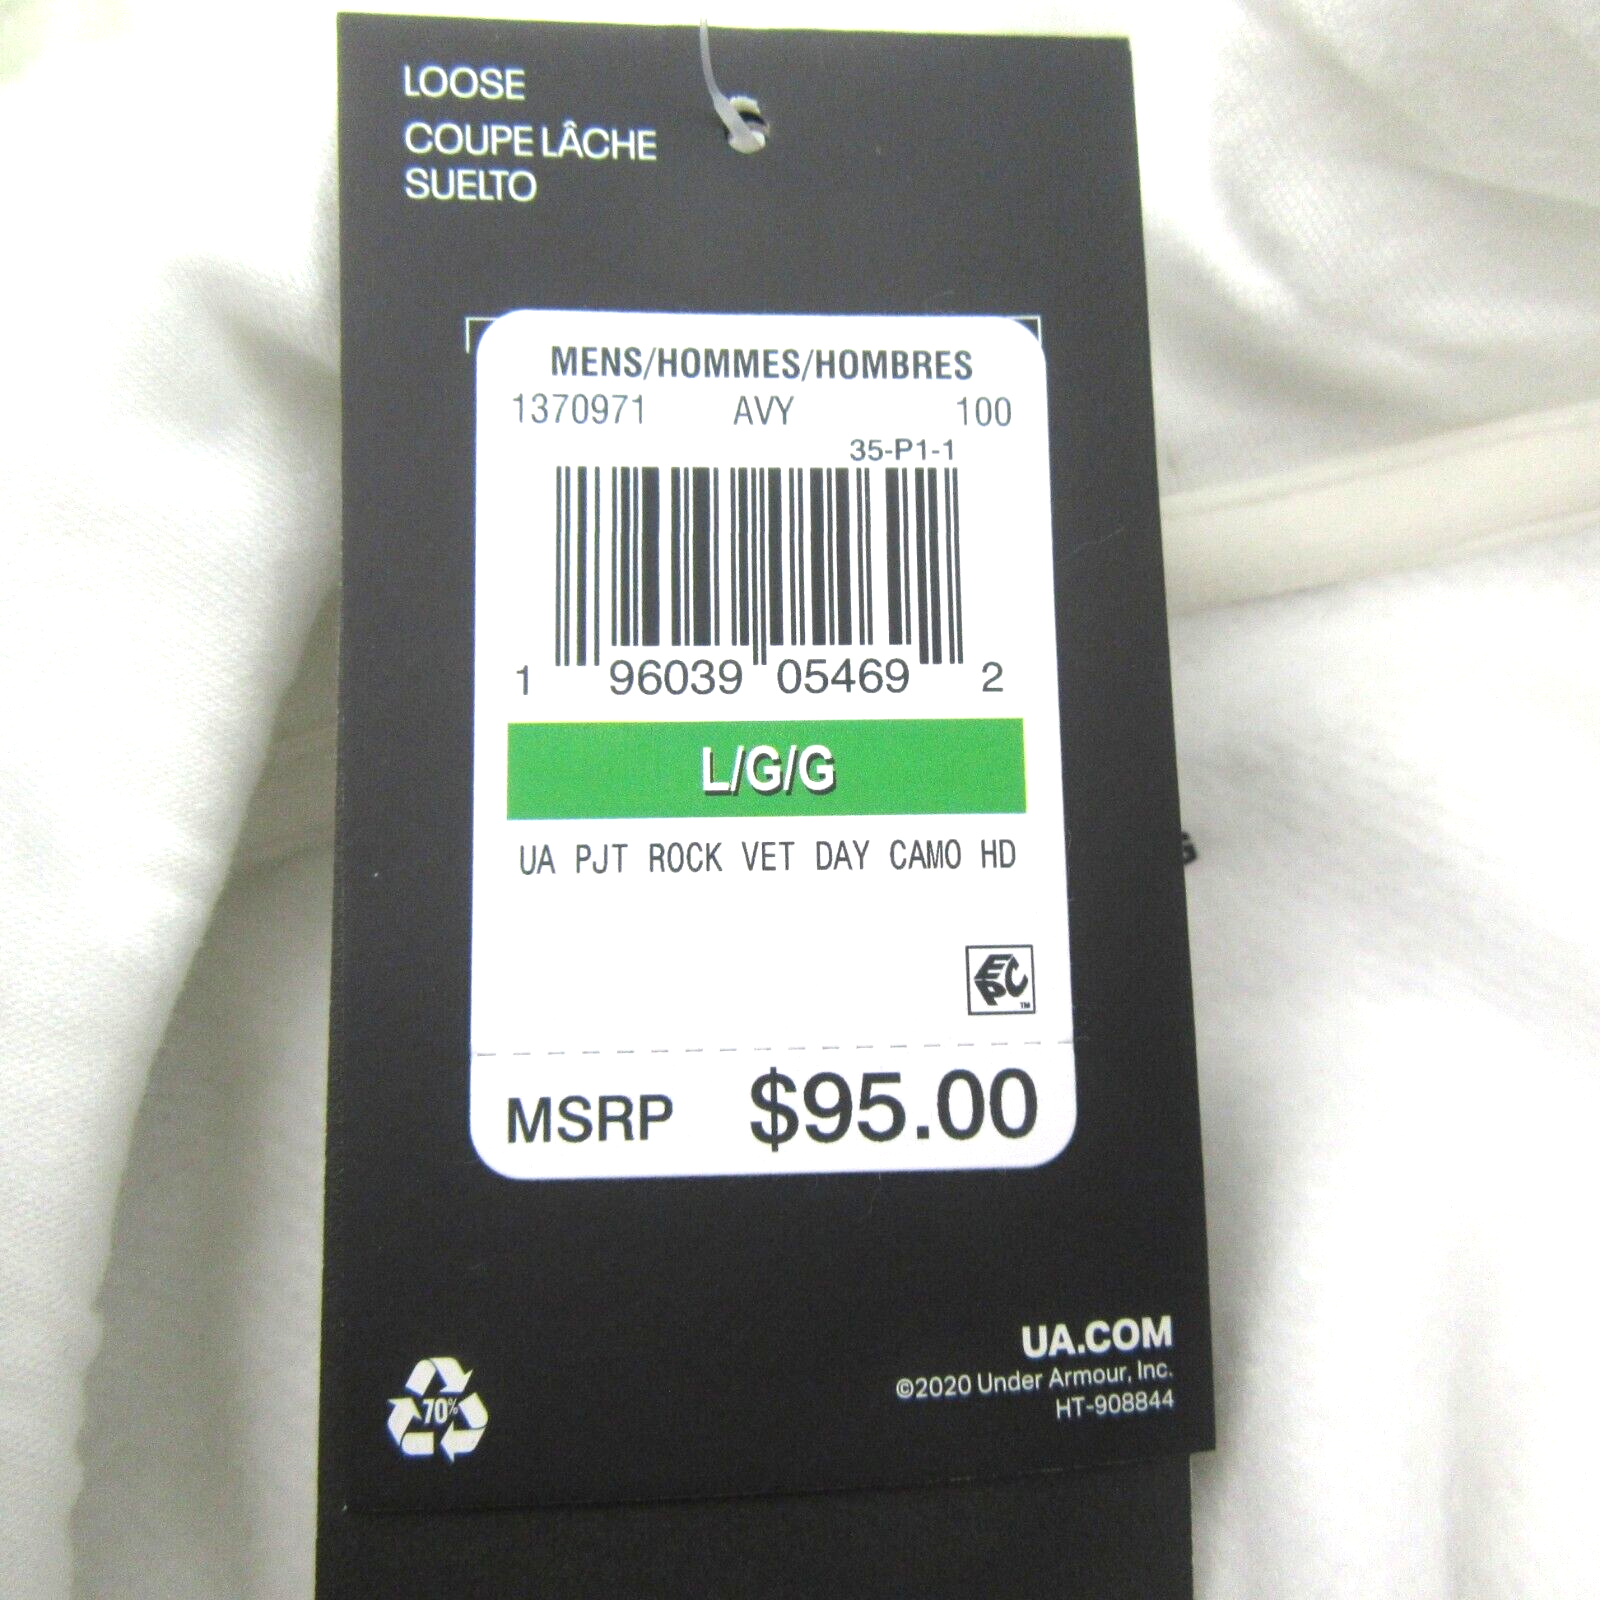 LOOSE
COUPE LÂCHE
SUELTO
MENS/HOMMES/HOMBRES
1370971 AVY 100
35-P1-1
1 96039 05469 2
L/G/G
UA PJT ROCK VET DAY CAMO HD
EPC™
MSRP $95.00
UA.COM
©2020 Under Armour, Inc.
HT-908844
70%